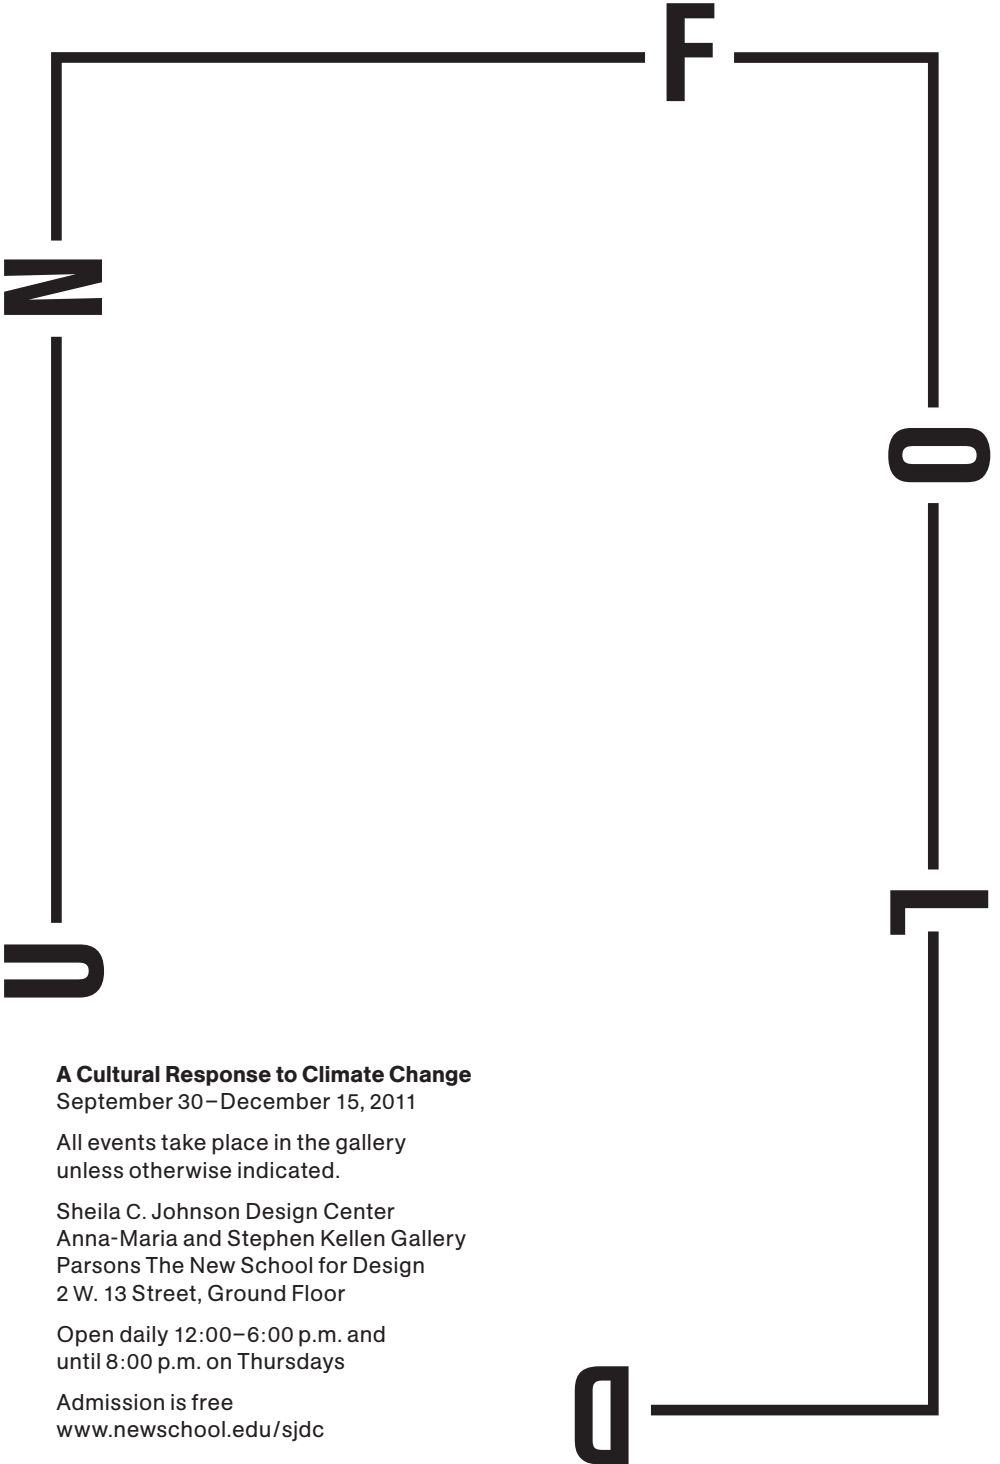 U N F O L D
A Cultural Response to Climate Change
September 30–December 15, 2011
All events take place in the gallery
unless otherwise indicated.
Sheila C. Johnson Design Center
Anna-Maria and Stephen Kellen Gallery
Parsons The New School for Design
2 W. 13 Street, Ground Floor
Open daily 12:00–6:00 p.m. and
until 8:00 p.m. on Thursdays
Admission is free
www.newschool.edu/sjdc